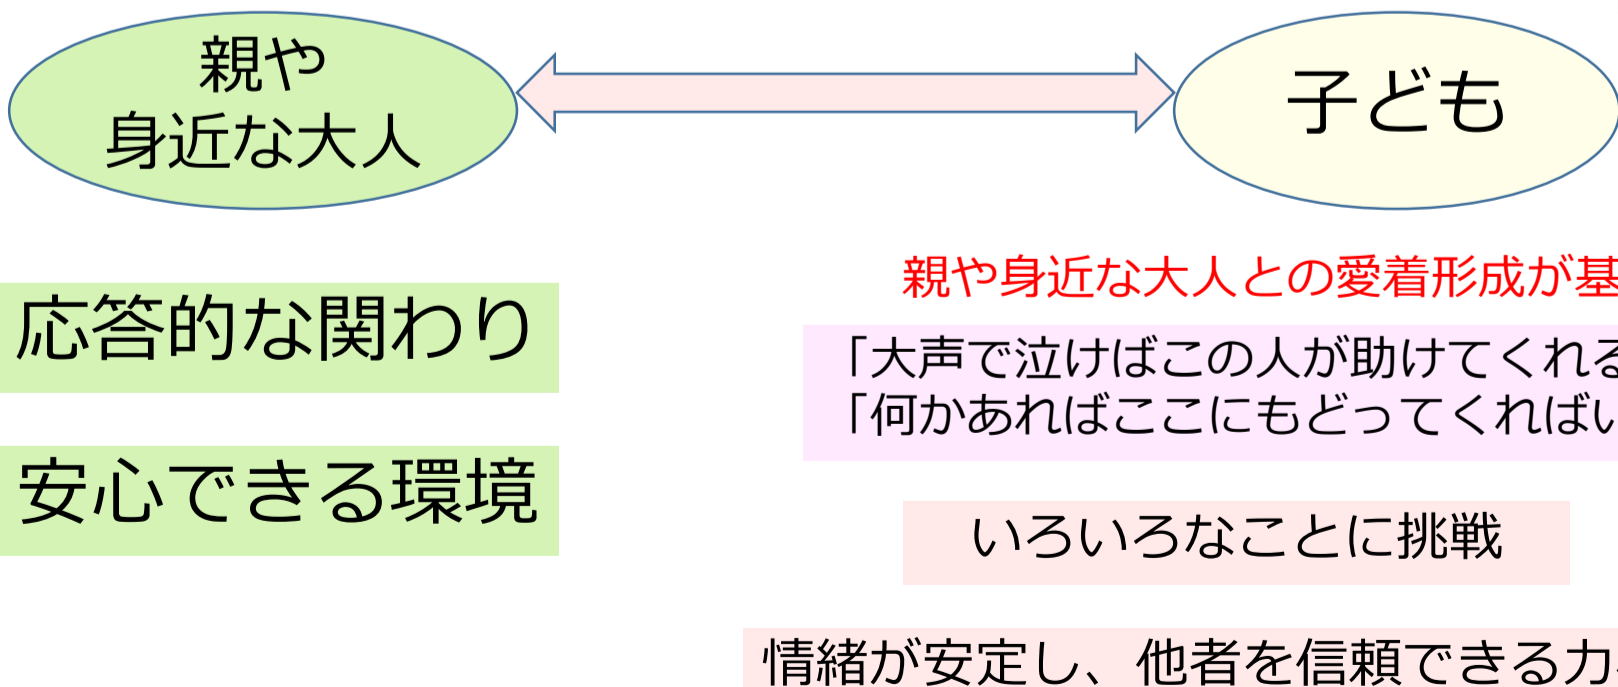 親や
身近な大人
子ども
親や身近な大人との愛着形成が基
応答的な関わり
「大声で泣けばこの人が助けてくれる
「何かあればここにもどってくればい
安心できる環境
いろいろなことに挑戦
情緒が安定し、他者を信頼できる力